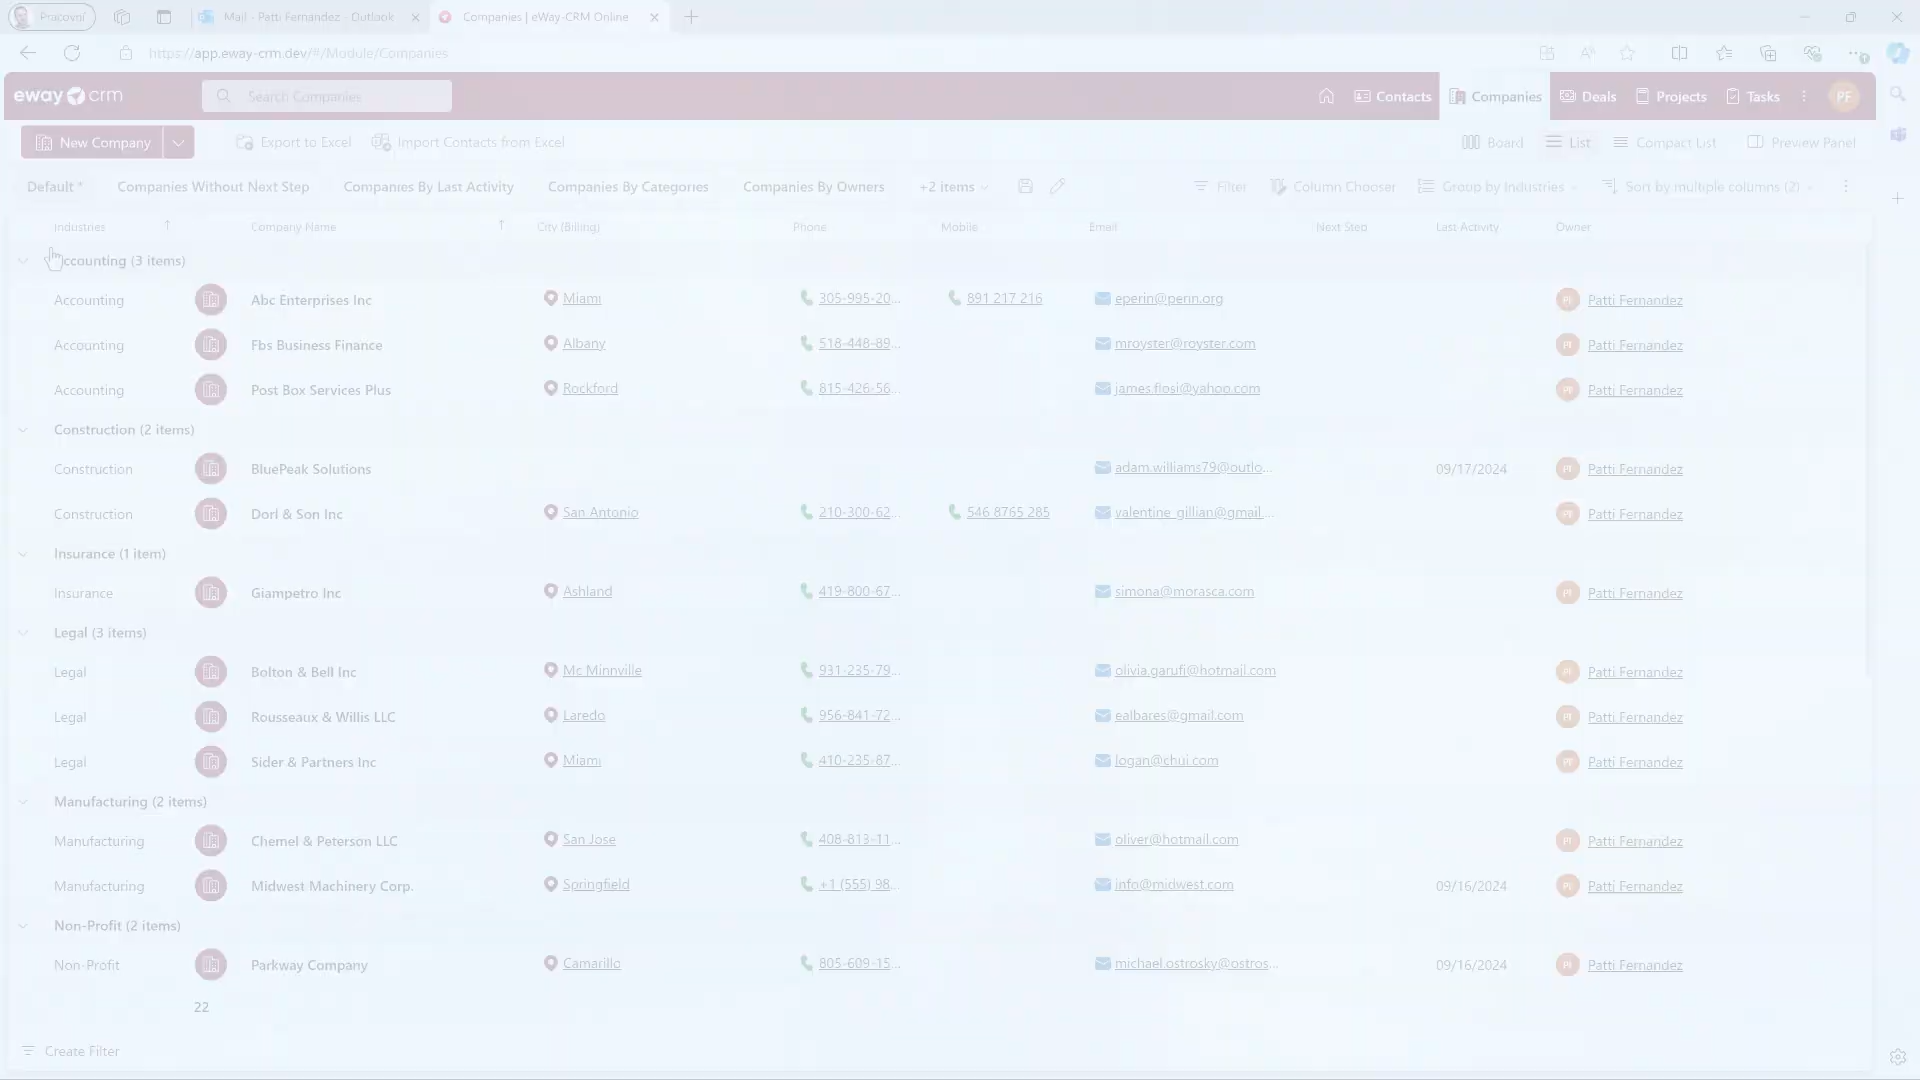 Pracovní
Mail - Patti Fernandez - Outlook
Companies | eWay-CRM Online
https://app.eway-crm.dev/#/Module/Companies
eway crm
Search Companies
Contacts
Companies
Deals
Projects
Tasks
PF
New Company
Export to Excel
Import Contacts from Excel
Board
List
Compact List
Preview Panel
Default *
Companies Without Next Step
Companies By Last Activity
Companies By Categories
Companies By Owners
+2 items
Filter
Column Chooser
Group by Industries
Sort by multiple columns (2)
Industries Company Name City (Billing) Phone Mobile Email Next Step Last Activity Owner
ccounting (3 items)
Accounting Abc Enterprises Inc Miami 305-995-20... 891 217 216 eperin@perin.org PF Patti Fernandez
Accounting Fbs Business Finance Albany 518-448-89... mroyster@royster.com PF Patti Fernandez
Accounting Post Box Services Plus Rockford 815-426-56... james.flosi@yahoo.com PF Patti Fernandez
Construction (2 items)
Construction BluePeak Solutions adam.williams79@outlo... 09/17/2024 PF Patti Fernandez
Construction Dorl & Son Inc San Antonio 210-300-62... 546 8765 285 valentine_gillian@gmail.... PF Patti Fernandez
Insurance (1 item)
Insurance Giampetro Inc Ashland 419-800-67... simona@morasca.com PF Patti Fernandez
Legal (3 items)
Legal Bolton & Bell Inc Mc Minnville 931-235-79... olivia.garufi@hotmail.com PF Patti Fernandez
Legal Rousseaux & Willis LLC Laredo 956-841-72... ealbares@gmail.com PF Patti Fernandez
Legal Sider & Partners Inc Miami 410-235-87... logan@chui.com PF Patti Fernandez
Manufacturing (2 items)
Manufacturing Chemel & Peterson LLC San Jose 408-813-11... oliver@hotmail.com PF Patti Fernandez
Manufacturing Midwest Machinery Corp. Springfield +1 (555) 98... info@midwest.com 09/16/2024 PF Patti Fernandez
Non-Profit (2 items)
Non-Profit Parkway Company Camarillo 805-609-15... michael.ostrosky@ostros... 09/16/2024 PF Patti Fernandez
22
Create Filter